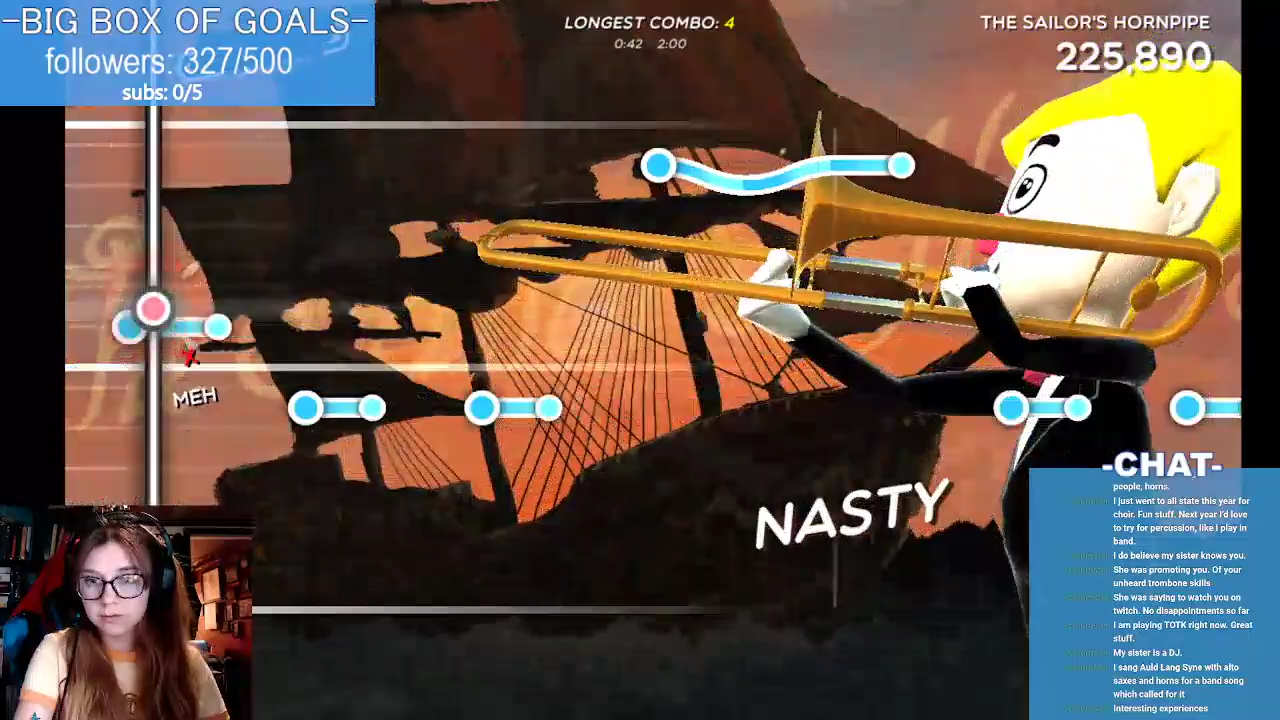 -BIG BOX OF GOALS-
followers: 327/500
subs: 0/5
LONGEST COMBO: 4
0:42 2:00
THE SAILOR'S HORNPIPE
225,890
MEH
NASTY
-CHAT-
people, horns.
I just went to all state this year for
choir. Fun stuff. Next year I'd love
to try for percussion, like I play in
band.
I do believe my sister knows you.
She was promoting you. Of your
unheard trombone skills
She was saying to watch you on
twitch. No disappointments so far
I am playing TOTK right now. Great
stuff.
My sister is a DJ.
I sang Auld Lang Syne with alto
saxes and horns for a band song
which called for it
Interesting experiences